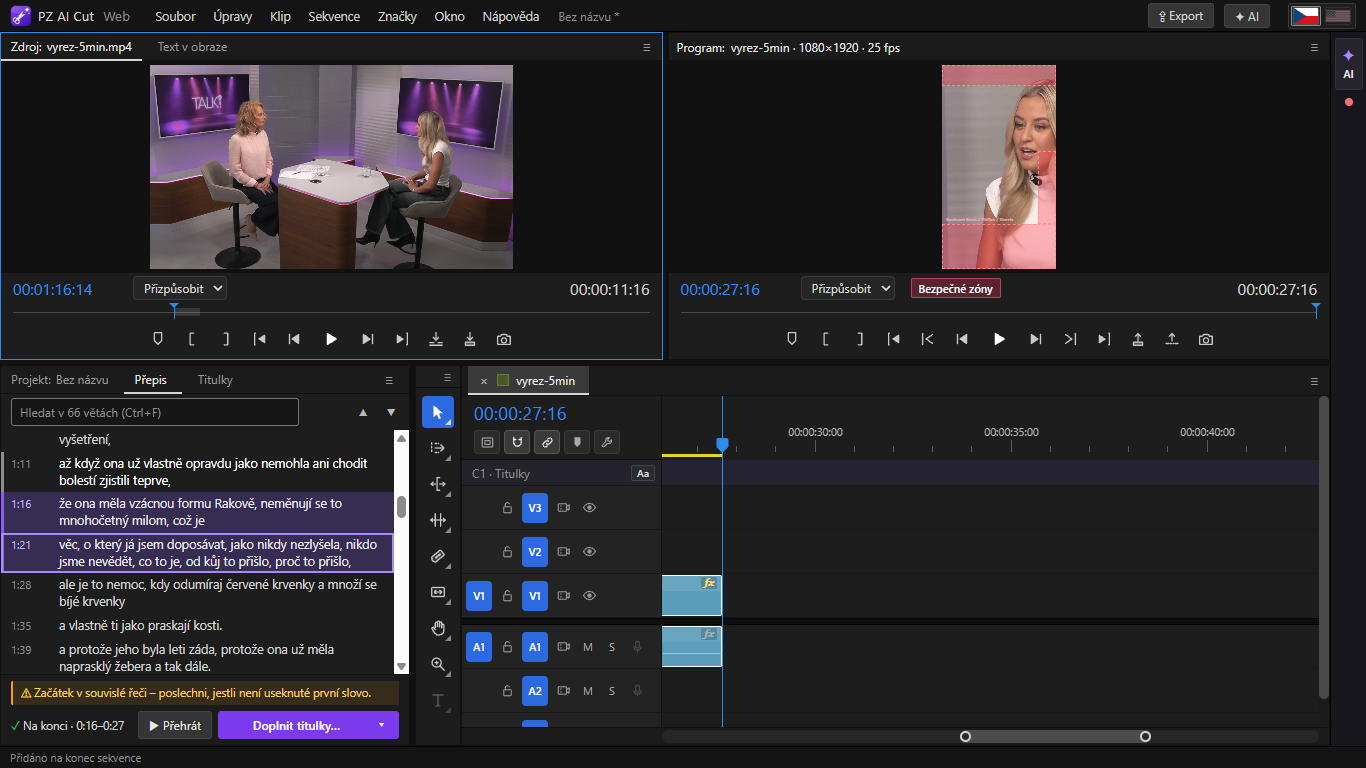 PZ AI Cut Web Soubor Úpravy Klip Sekvence Značky Okno Nápověda Bez názvu *
Export AI
Zdroj: vyrez-5min.mp4 Text v obraze
Program: vyrez-5min · 1080×1920 · 25 fps
AI
TALK
00:01:16:14 Přizpůsobit 00:00:11:16
00:00:27:16 Přizpůsobit Bezpečné zóny 00:00:27:16
Projekt: Bez názvu Přepis Titulky
Hledat v 66 větách (Ctrl+F)
vyšetření,
1:11 až když ona už vlastně opravdu jako nemohla ani chodit
bolestí zjistili teprve,
1:16 že ona měla vzácnou formu Rakově, neměnují se to
mnohočetný milom, což je
1:21 věc, o který já jsem doposávat, jako nikdy nezlyšela, nikdo
jsme nevědět, co to je, od kůj to přišlo, proč to přišlo,
1:28 ale je to nemoc, kdy odumíraj červené krvenky a množí se
bíjé krvenky
1:35 a vlastně ti jako praskají kosti.
1:39 a protože jeho byla leti záda, protože ona už měla
naprasklý žebera a tak dále.
⚠ Začátek v souvislé řeči – poslechni, jestli není useknuté první slovo.
✓ Na konci · 0:16–0:27 ▶ Přehrát Doplnit titulky...
Přidáno na konec sekvence
× vyrez-5min
00:00:27:16
00:00:30:00 00:00:35:00 00:00:40:00
C1 · Titulky Aa
V3
V2
V1 V1 fx
A1 A1 M S fx
A2 M S
T